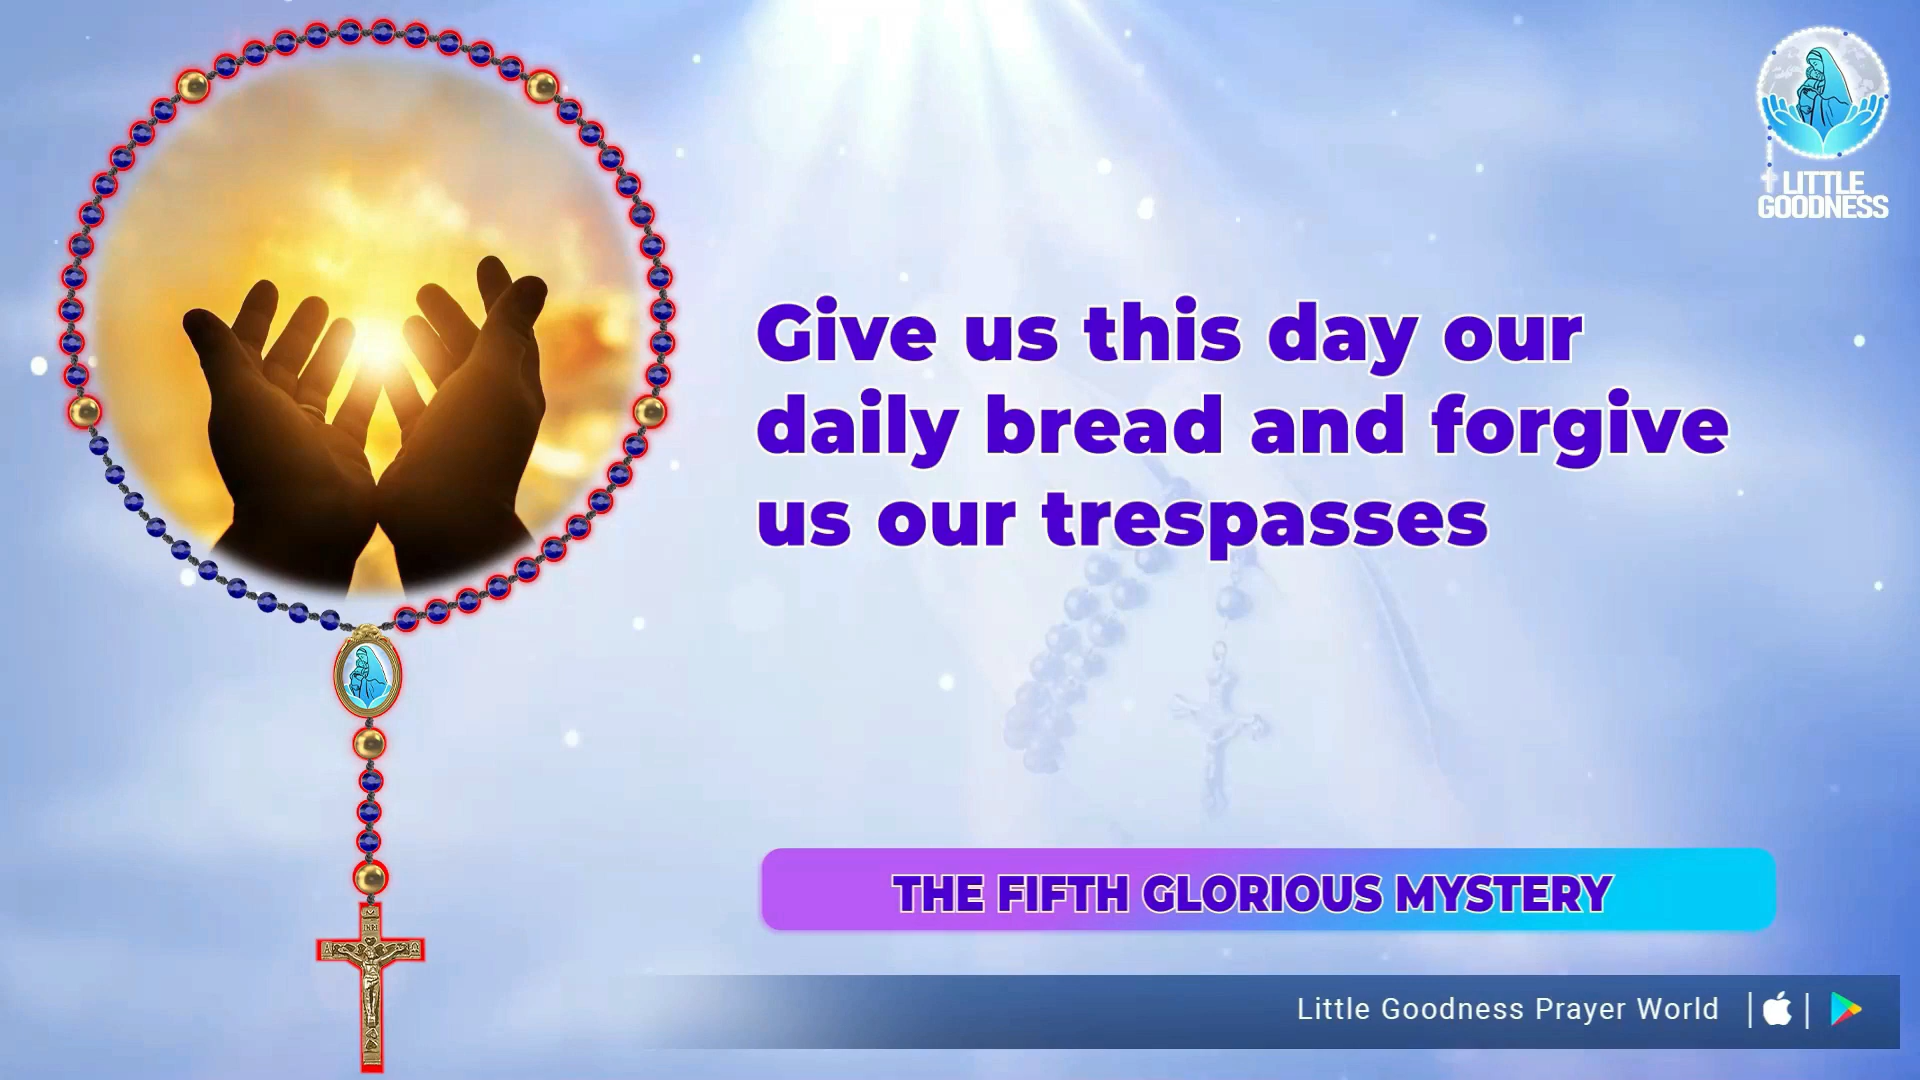 LITTLE
GOODNESS
Give us this day our
daily bread and forgive
us our trespasses
THE FIFTH GLORIOUS MYSTERY
INRI
Little Goodness Prayer World